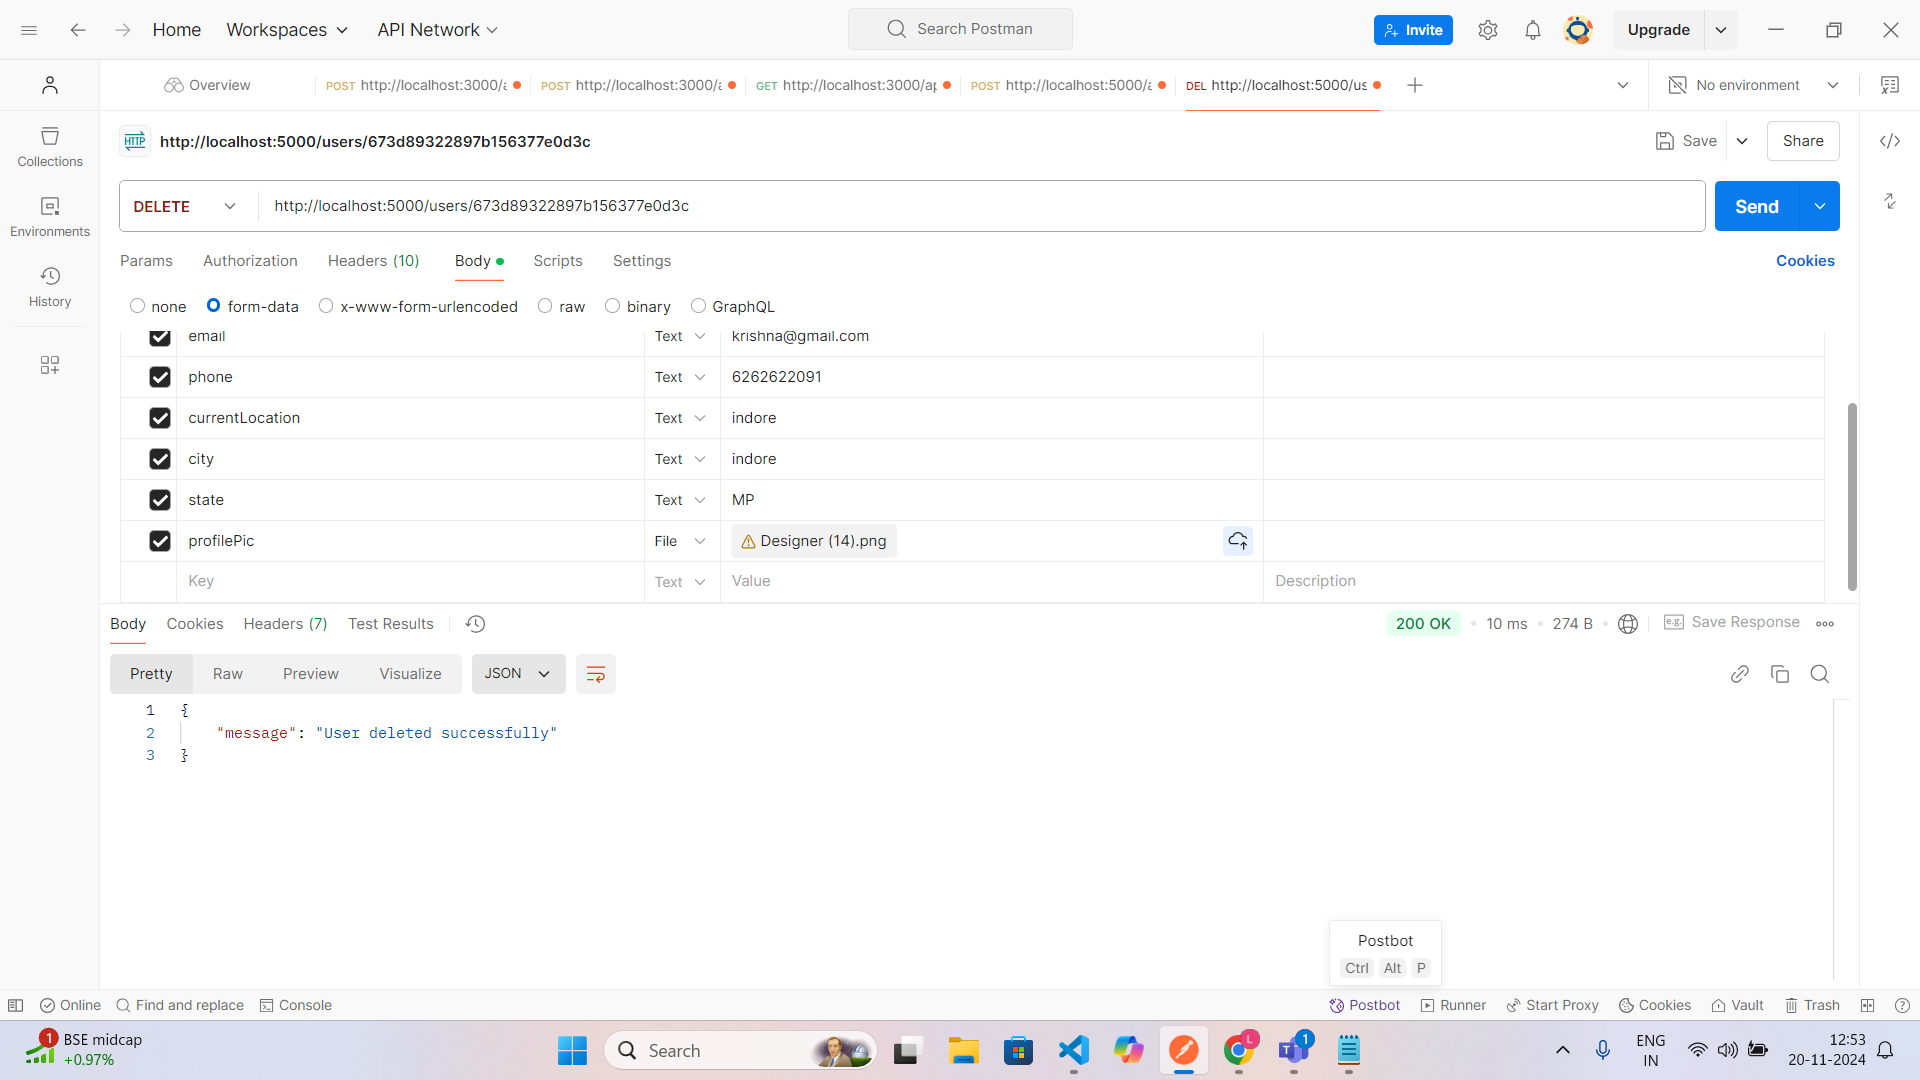 Home Workspaces API Network Search Postman Invite Upgrade
Overview POST http://localhost:3000/a POST http://localhost:3000/a GET http://localhost:3000/ap POST http://localhost:5000/a DEL http://localhost:5000/us No environment
HTTP http://localhost:5000/users/673d89322897b156377e0d3c Save Share
Collections
DELETE http://localhost:5000/users/673d89322897b156377e0d3c Send
Environments
Params Authorization Headers (10) Body Scripts Settings Cookies
History
none form-data x-www-form-urlencoded raw binary GraphQL
email Text krishna@gmail.com
phone Text 6262622091
currentLocation Text indore
city Text indore
state Text MP
profilePic File Designer (14).png
Key Text Value Description
Body Cookies Headers (7) Test Results 200 OK 10 ms 274 B e.g. Save Response
Pretty Raw Preview Visualize JSON
1 {
2 "message": "User deleted successfully"
3 }
Postbot
Ctrl Alt P
Online Find and replace Console Postbot Runner Start Proxy Cookies Vault Trash
1 BSE midcap
+0.97%
Search
L
1
ENG
IN
12:53
20-11-2024